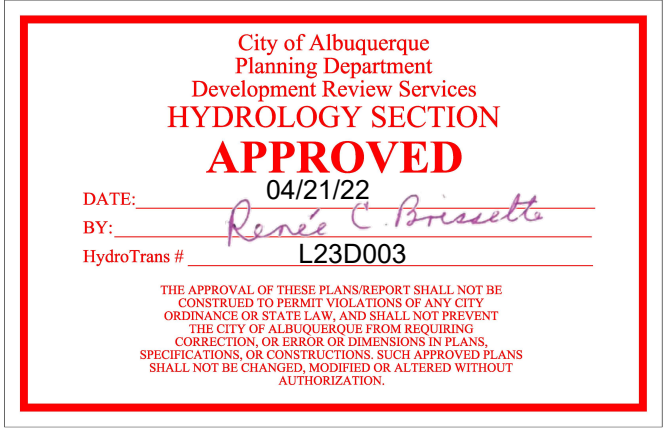 City of Albuquerque
Planning Department
Development Review Services
HYDROLOGY SECTION
APPROVED
DATE: 04/21/22
BY: Renée C. Brissette
HydroTrans # L23D003
THE APPROVAL OF THESE PLANS/REPORT SHALL NOT BE
CONSTRUED TO PERMIT VIOLATIONS OF ANY CITY
ORDINANCE OR STATE LAW, AND SHALL NOT PREVENT
THE CITY OF ALBUQUERQUE FROM REQUIRING
CORRECTION, OR ERROR OR DIMENSIONS IN PLANS,
SPECIFICATIONS, OR CONSTRUCTIONS. SUCH APPROVED PLANS
SHALL NOT BE CHANGED, MODIFIED OR ALTERED WITHOUT
AUTHORIZATION.